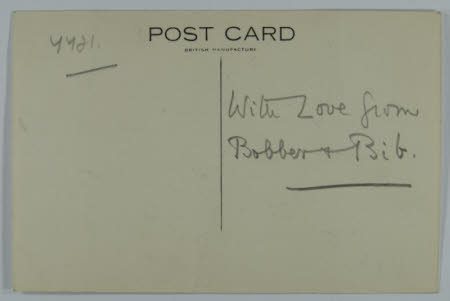 POST CARD
BRITISH MANUFACTURE
4421.
With Love from
Bobber + Bib.